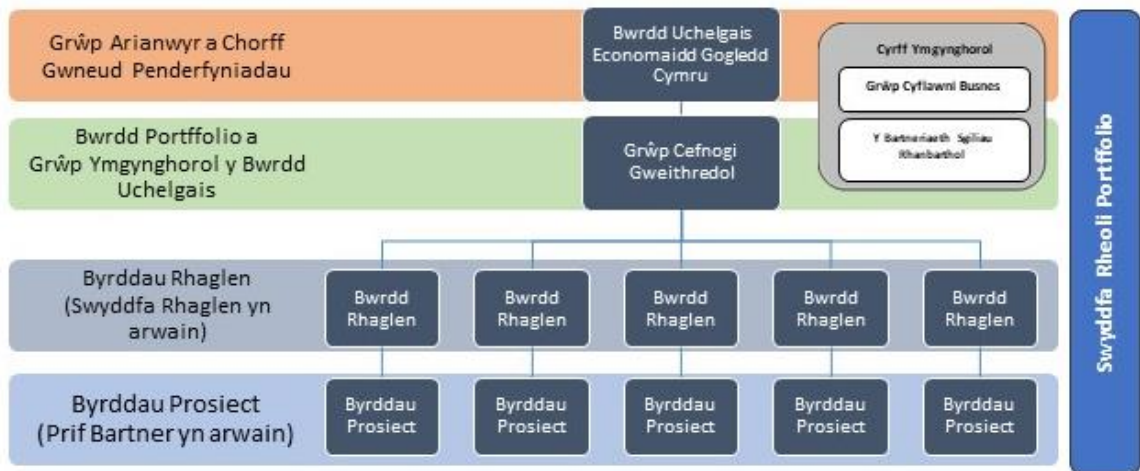 Grŵp Arianwyr a Chorff
Gwneud Penderfyniadau
Bwrdd Uchelgais
Economaidd Gogledd
Cymru
Cyrff Ymgynghorol
Grŵp Cyflawni Busnes
Y Bartneriaeth Sgiliau
Rhanbarthol
Bwrdd Portffolio a
Grŵp Ymgynghorol y Bwrdd
Uchelgais
Grŵp Cefnogi
Gweithredol
Byrddau Rhaglen
(Swyddfa Rhaglen yn
arwain)
Bwrdd
Rhaglen
Bwrdd
Rhaglen
Bwrdd
Rhaglen
Bwrdd
Rhaglen
Bwrdd
Rhaglen
Byrddau Prosiect
(Prif Bartner yn arwain)
Byrddau
Prosiect
Byrddau
Prosiect
Byrddau
Prosiect
Byrddau
Prosiect
Byrddau
Prosiect
Swyddfa Rheoli Portffolio